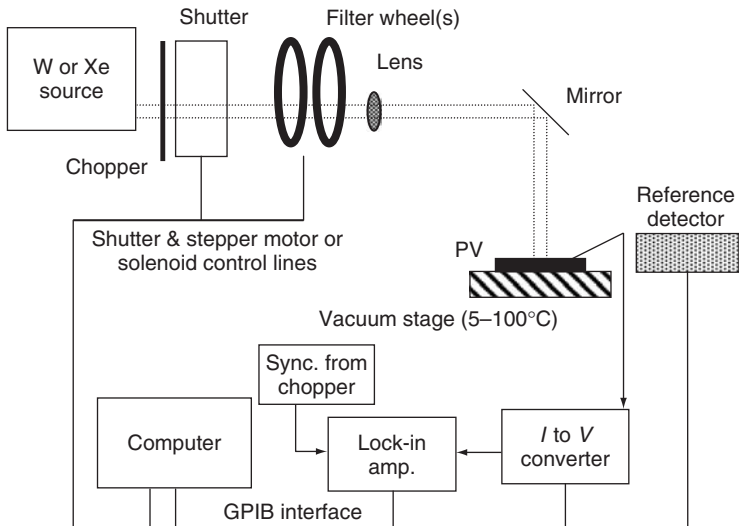 Shutter
Filter wheel(s)
W or Xe
source
Lens
Mirror
Chopper
Reference
detector
Shutter & stepper motor or
solenoid control lines
PV
Vacuum stage (5–100°C)
Sync. from
chopper
Computer
Lock-in
amp.
I to V
converter
GPIB interface